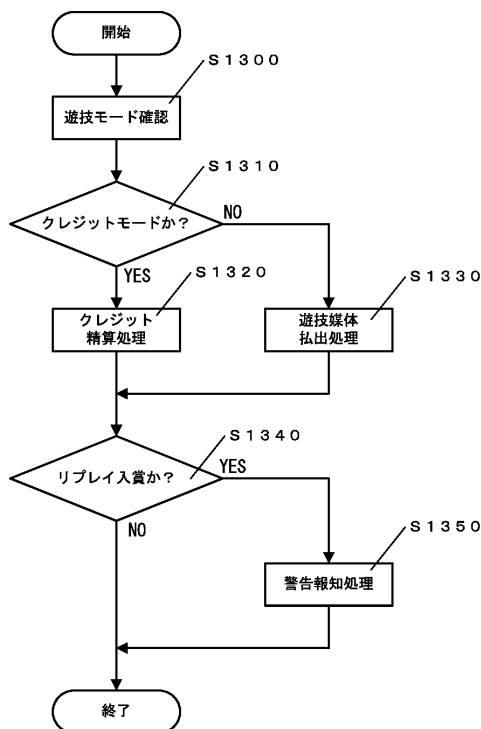 開始
S1300
遊技モード確認
S1310
クレジットモードか?
NO
YES
S1320
クレジット
精算処理
S1330
遊技媒体
払出処理
S1340
リプレイ入賞か?
YES
NO
S1350
警告報知処理
終了